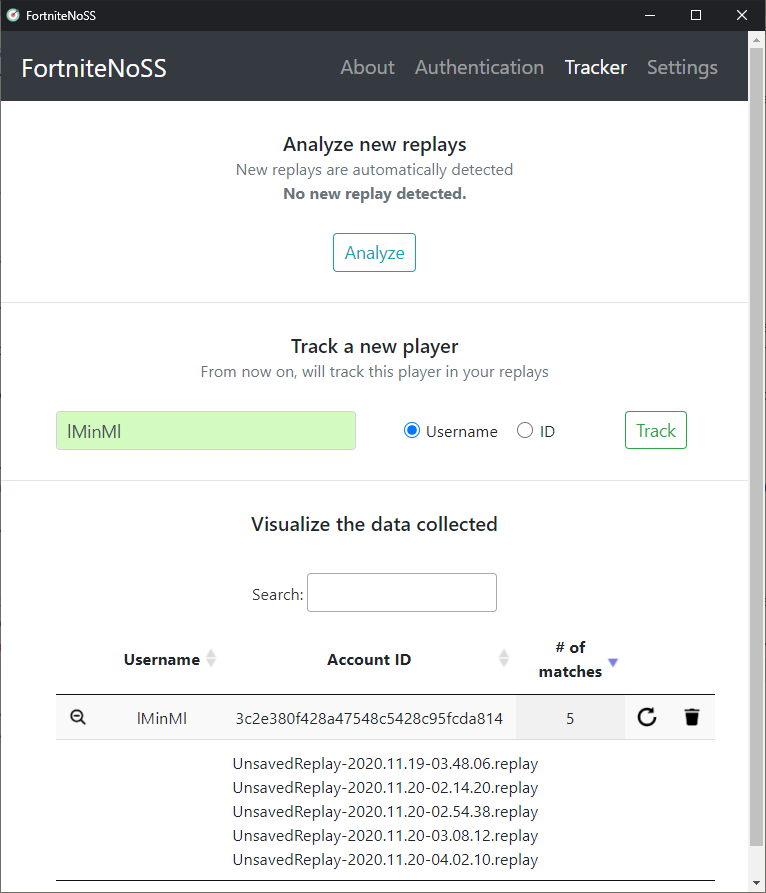 FortniteNoSS
FortniteNoSS About Authentication Tracker Settings
Analyze new replays
New replays are automatically detected
No new replay detected.
Analyze
Track a new player
From now on, will track this player in your replays
lMinMl Username ID Track
Visualize the data collected
Search:
Username Account ID # of
matches
lMinMl 3c2e380f428a47548c5428c95fcda814 5
UnsavedReplay-2020.11.19-03.48.06.replay
UnsavedReplay-2020.11.20-02.14.20.replay
UnsavedReplay-2020.11.20-02.54.38.replay
UnsavedReplay-2020.11.20-03.08.12.replay
UnsavedReplay-2020.11.20-04.02.10.replay